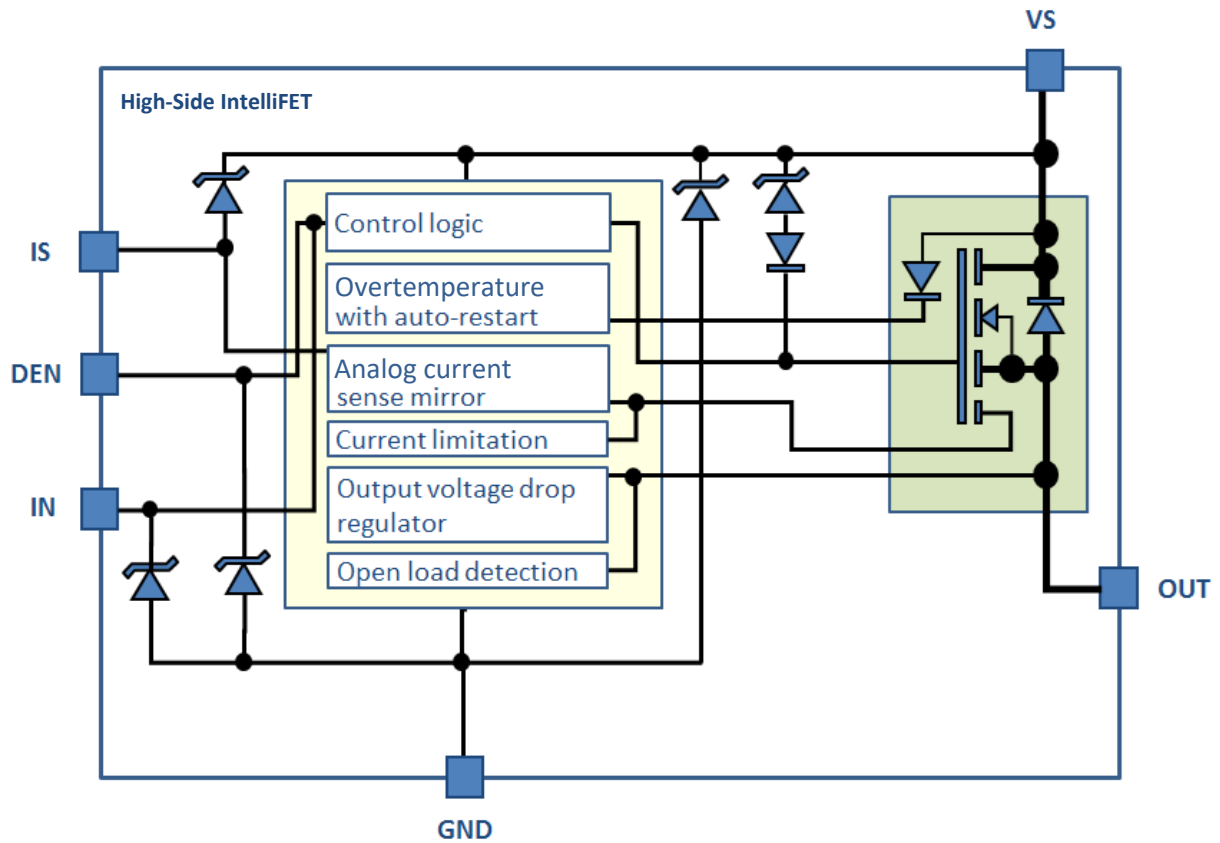 VS
High-Side IntelliFET
Control logic
IS
Overtemperature
with auto-restart
DEN
Analog current
sense mirror
Current limitation
IN
Output voltage drop
regulator
Open load detection
OUT
GND